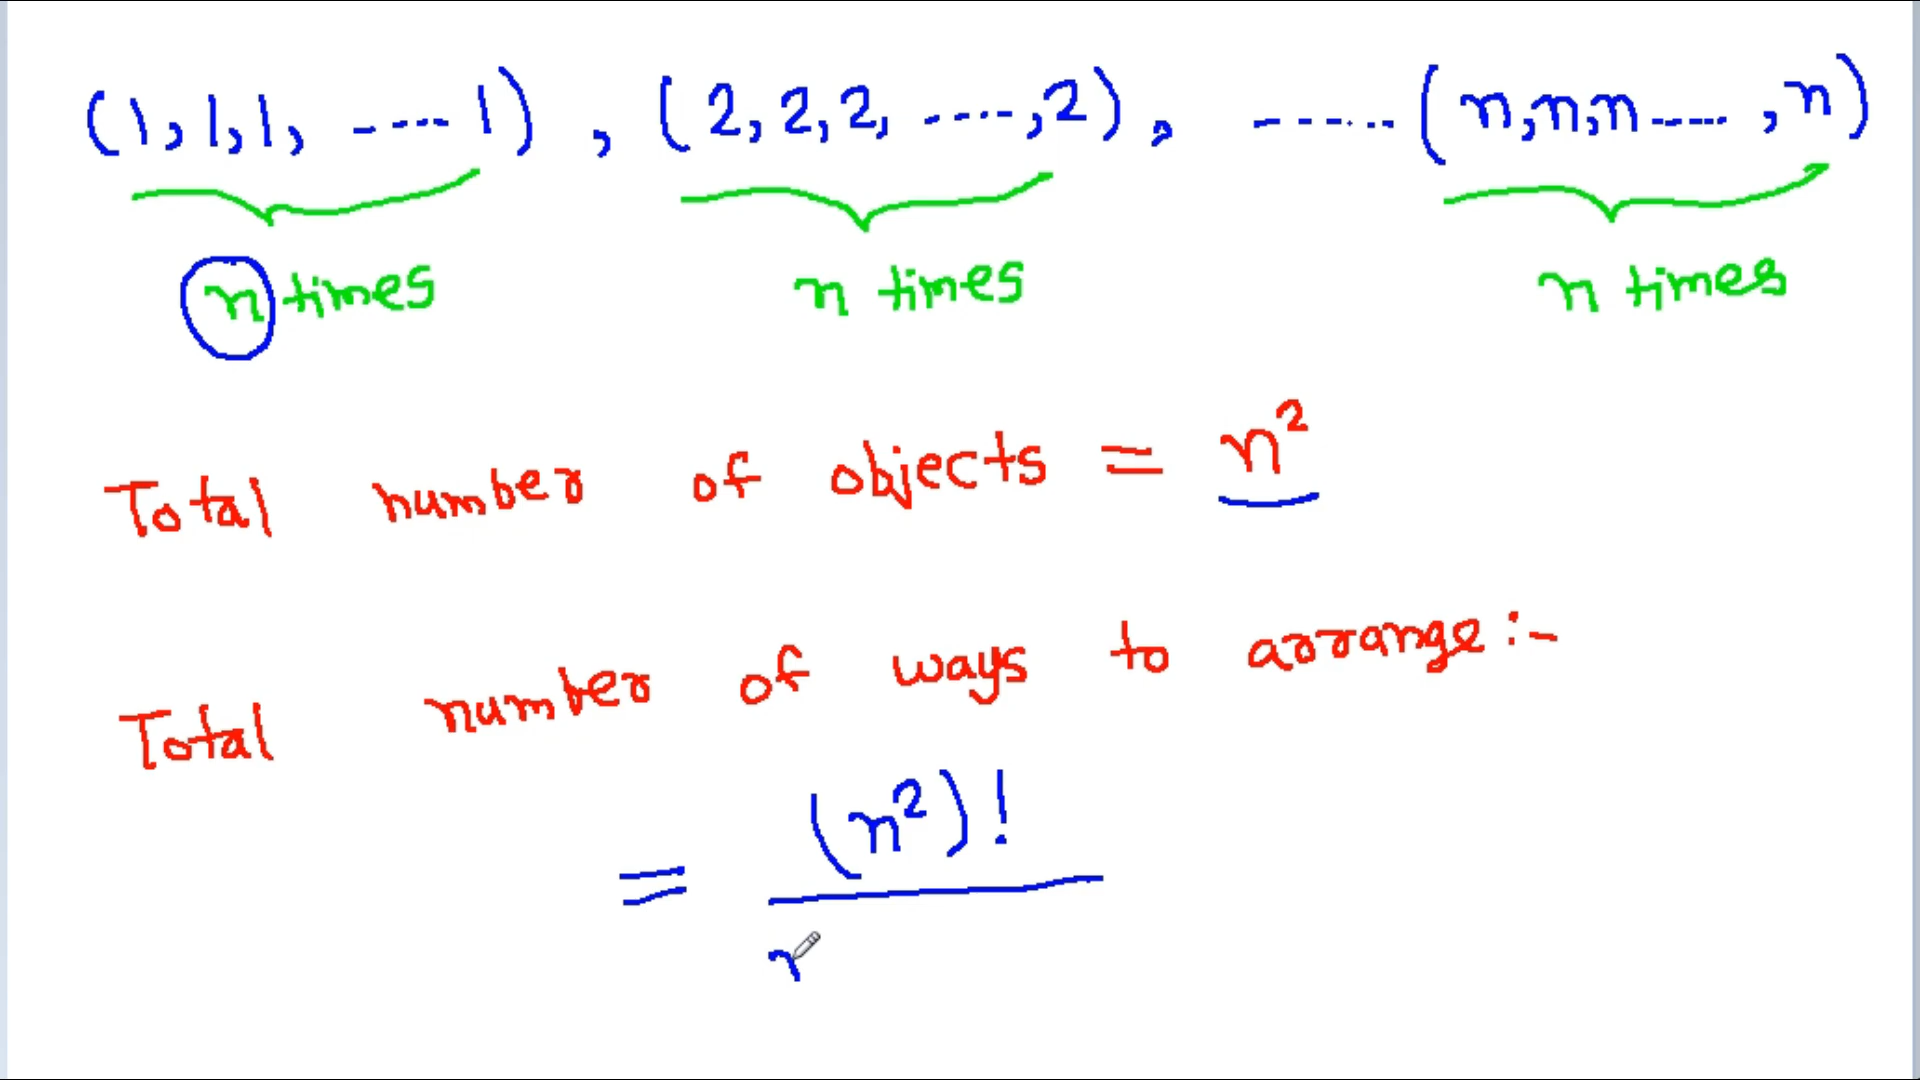 (1,1,1, ---- 1) , (2,2,2, ----,2), ------ (n,n,n---- ,n)
n times n times n times
Total number of objects = n²
Total number of ways to arrange :-
= (n²)!
n